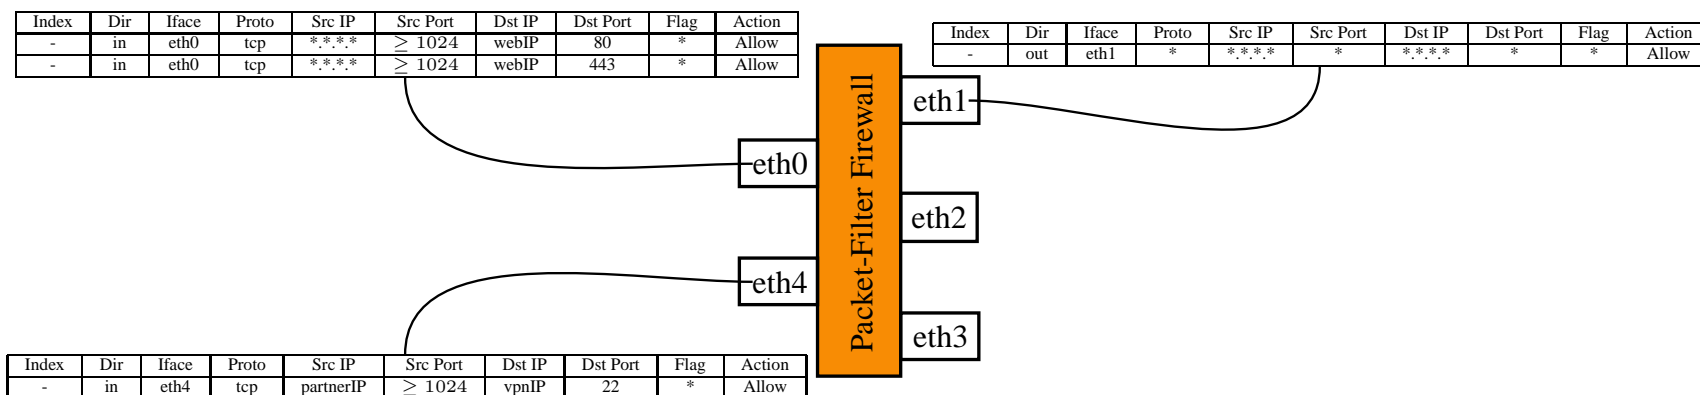 Index Dir Iface Proto Src IP Src Port Dst IP Dst Port Flag Action
- in eth0 tcp *.*.*.* ≥ 1024 webIP 80 * Allow
- in eth0 tcp *.*.*.* ≥ 1024 webIP 443 * Allow
Index Dir Iface Proto Src IP Src Port Dst IP Dst Port Flag Action
- out eth1 * *.*.*.* * *.*.*.* * * Allow
eth1
eth0
Packet-Filter Firewall
eth2
eth4
eth3
Index Dir Iface Proto Src IP Src Port Dst IP Dst Port Flag Action
- in eth4 tcp partnerIP ≥ 1024 vpnIP 22 * Allow